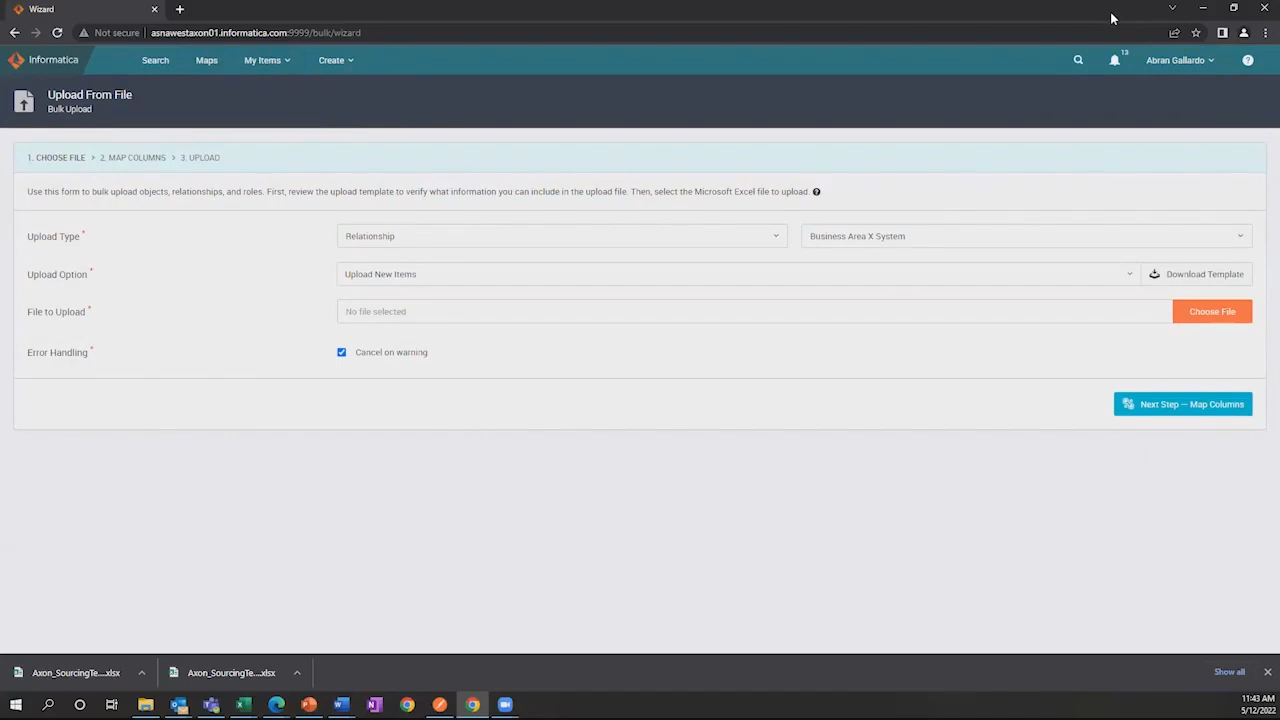 Wizard
Not secure
asnawestaxon01.informatica.com:9999/bulk/wizard
Informatica
Search
Maps
My Items
Create
13
Abran Gallardo
Upload From File
Bulk Upload
1. CHOOSE FILE > 2. MAP COLUMNS > 3. UPLOAD
Use this form to bulk upload objects, relationships, and roles. First, review the upload template to verify what information you can include in the upload file. Then, select the Microsoft Excel file to upload.
Upload Type *
Relationship
Business Area X System
Upload Option *
Upload New Items
Download Template
File to Upload *
No file selected
Choose File
Error Handling *
Cancel on warning
Next Step — Map Columns
Axon_SourcingTe....xlsx
Axon_SourcingTe....xlsx
Show all
11:43 AM
5/12/2022